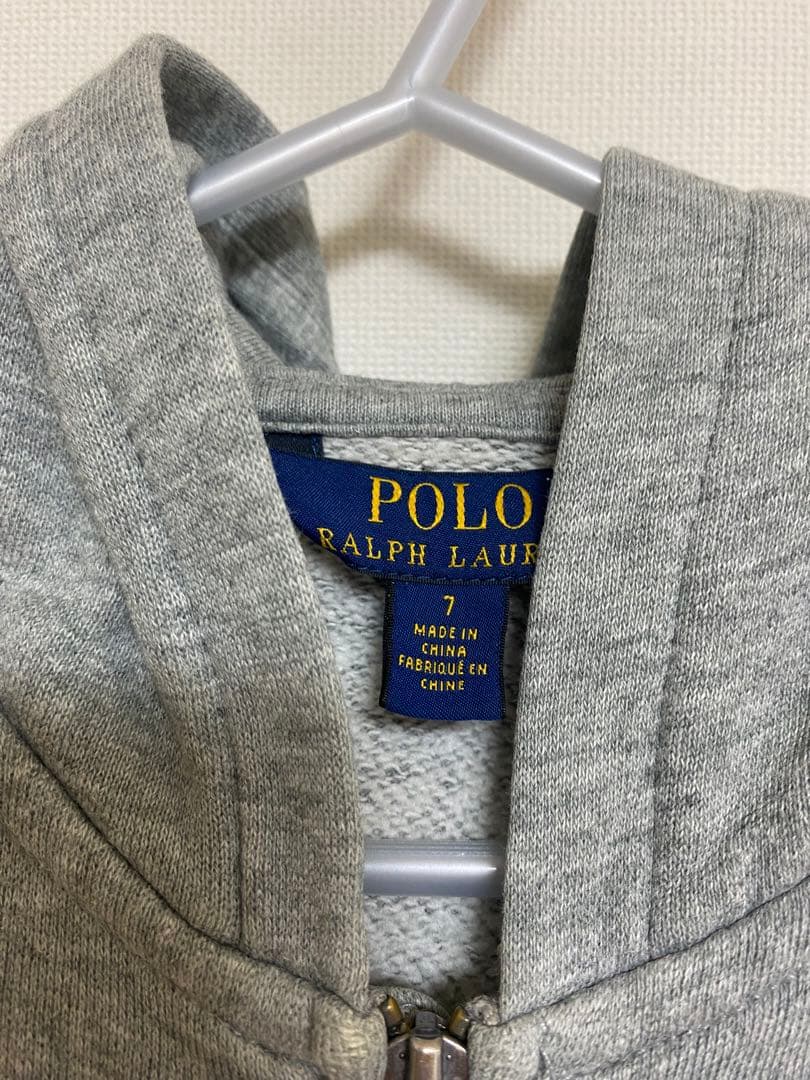 POLO
RALPH LAUR
7
MADE IN
CHINA
FABRIQUÉ EN
CHINE